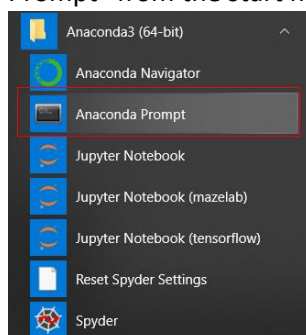 Anaconda3 (64-bit)
Anaconda Navigator
Anaconda Prompt
Jupyter Notebook
Jupyter Notebook (mazelab)
Jupyter Notebook (tensorflow)
Reset Spyder Settings
Spyder